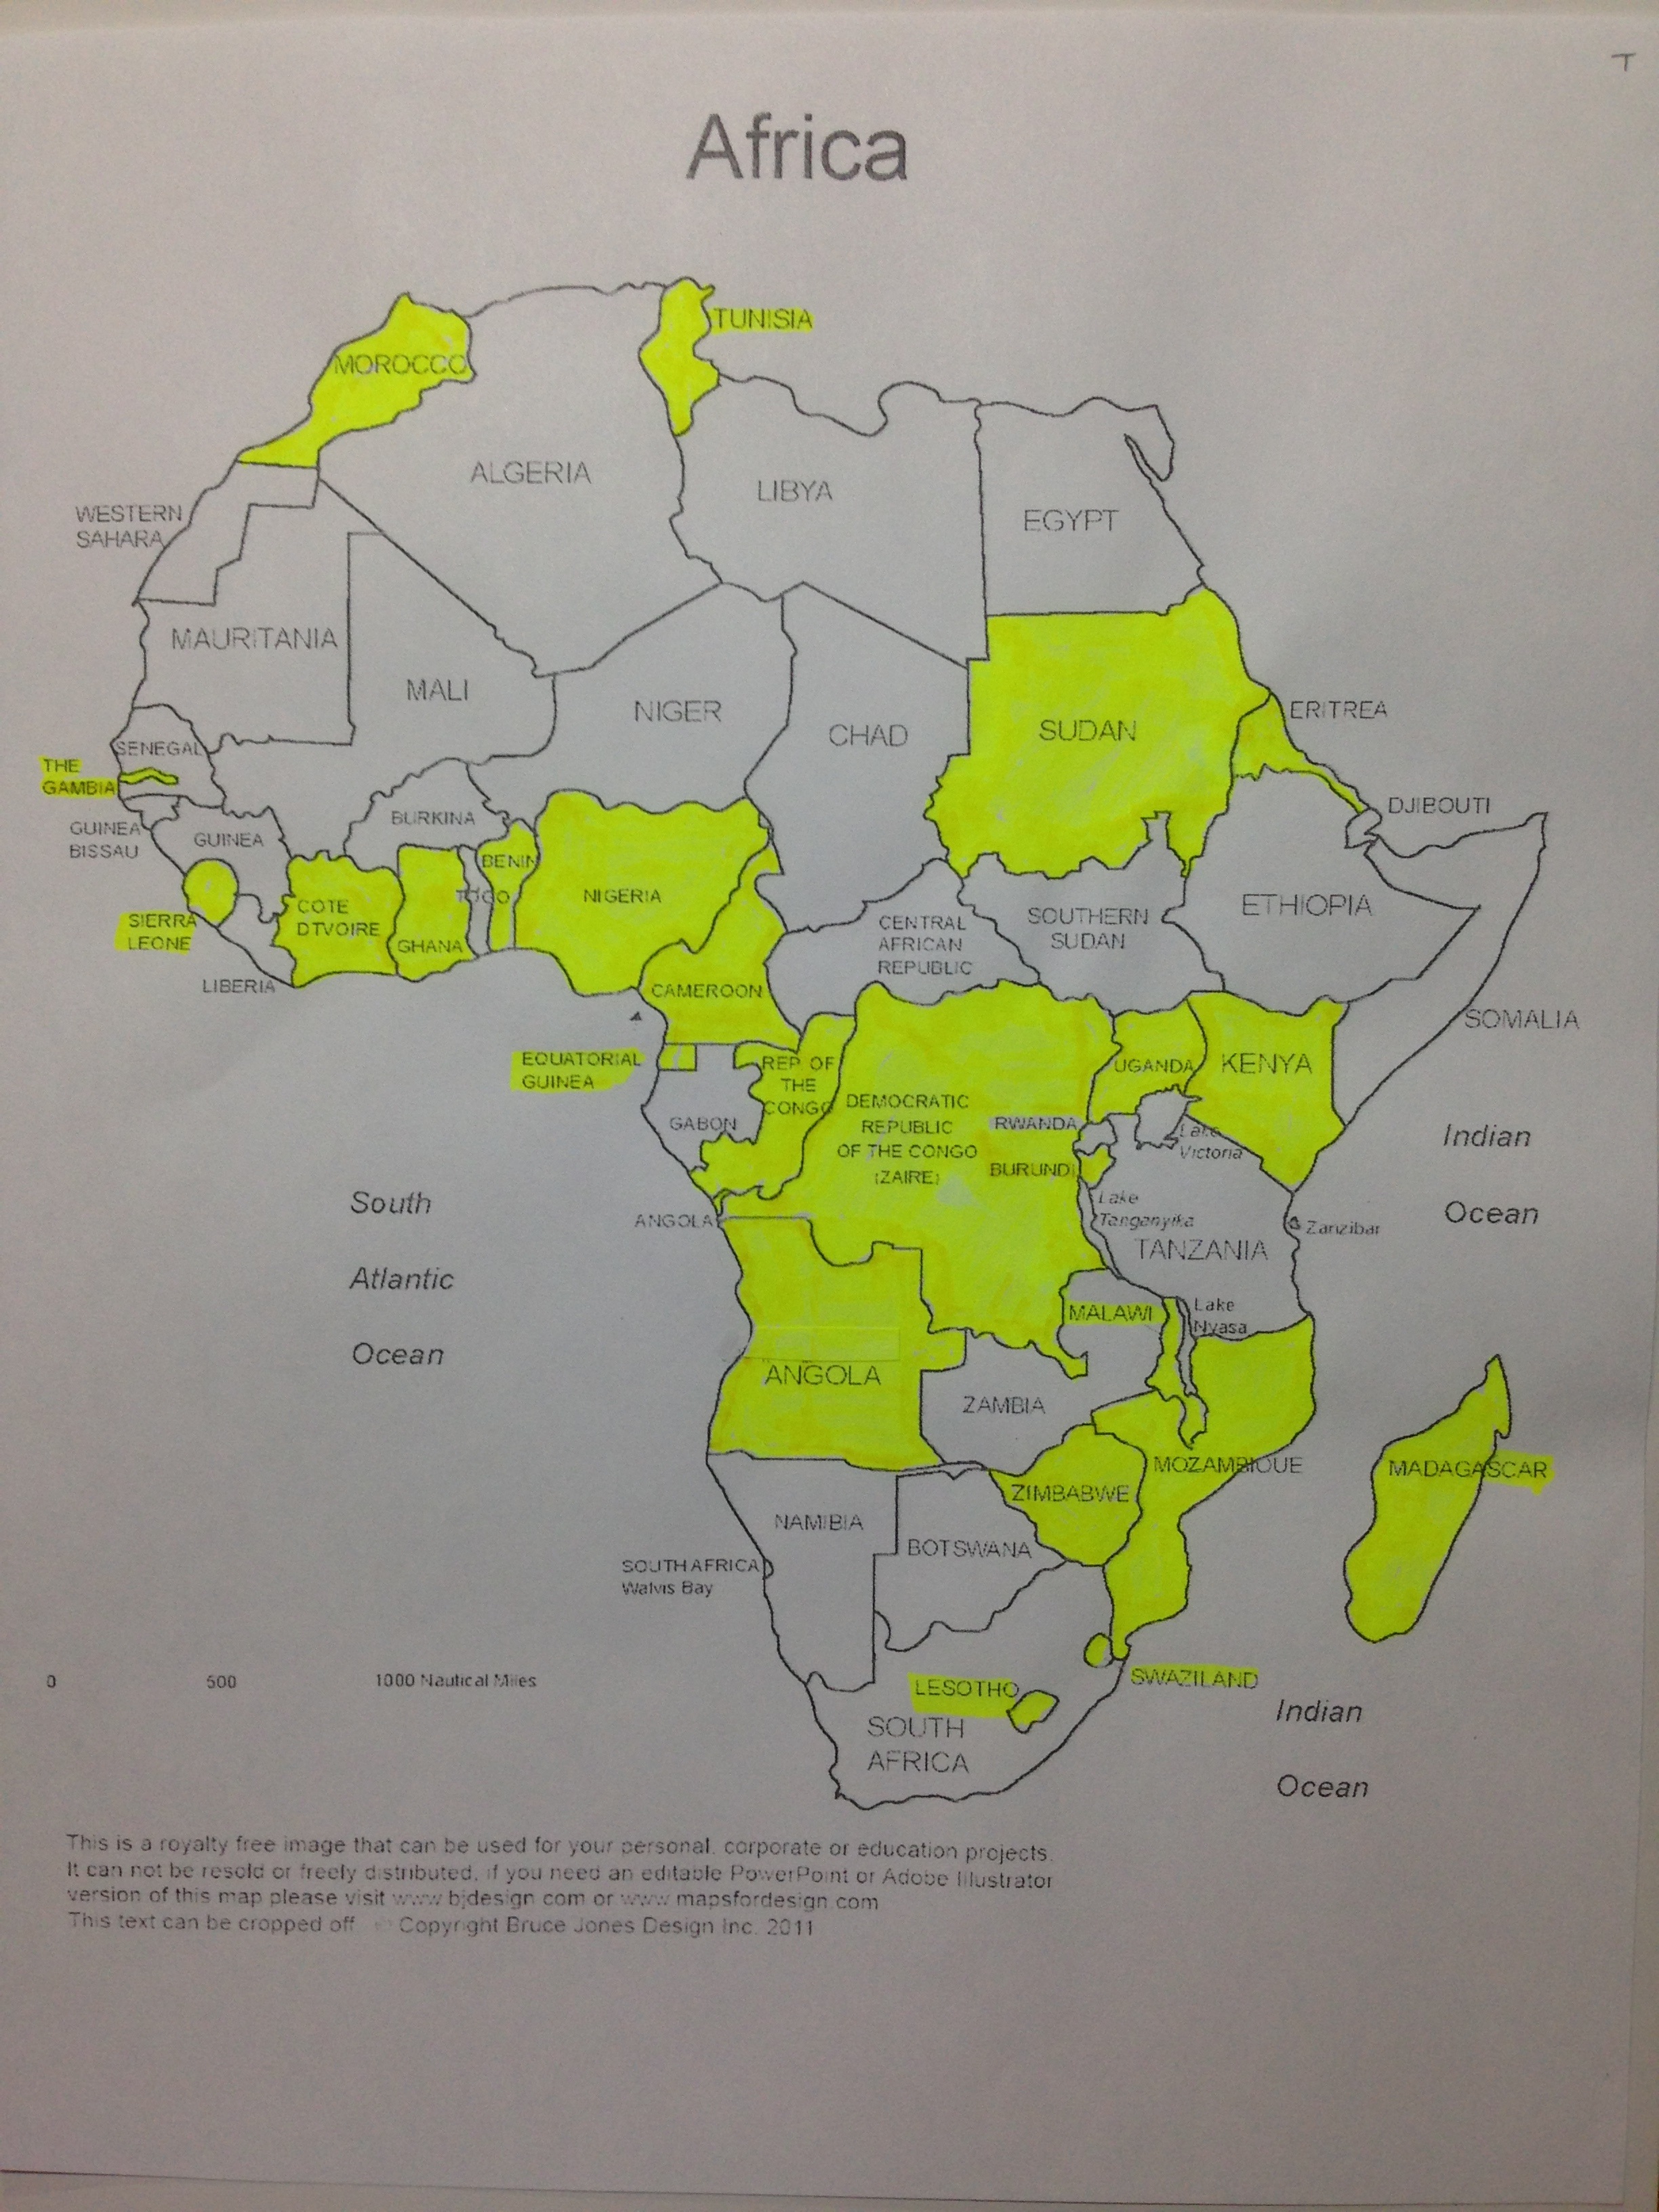 T
Africa
TUNISIA
MOROCCO
ALGERIA
LIBYA
EGYPT
WESTERN
SAHARA
MAURITANIA
MALI
NIGER
CHAD
SUDAN
ERITREA
SENEGAL
THE
GAMBIA
DJIBOUTI
GUINEA
BISSAU
GUINEA
BURKINA
BENIN
TOGO
NIGERIA
COTE
DTVOIRE
GHANA
SIERRA
LEONE
LIBERIA
CENTRAL
AFRICAN
REPUBLIC
SOUTHERN
SUDAN
ETHIOPIA
SOMALIA
CAMEROON
EQUATORIAL
GUINEA
REP OF
THE
CONGO
GABON
DEMOCRATIC
REPUBLIC
OF THE CONGO
(ZAIRE)
UGANDA
KENYA
RWANDA
BURUNDI
Lake
Victoria
Lake
Tanganyika
TANZANIA
Zanzibar
Indian
Ocean
South
Atlantic
Ocean
ANGOLA
ANGOLA
MALAWI
Lake
Nyasa
ZAMBIA
MOZAMBIQUE
ZIMBABWE
MADAGASCAR
NAMIBIA
BOTSWANA
SOUTH AFRICA
Walvis Bay
0 500 1000 Nautical Miles
LESOTHO
SWAZILAND
SOUTH
AFRICA
Indian
Ocean
This is a royalty free image that can be used for your personal, corporate or education projects.
It can not be resold or freely distributed, if you need an editable PowerPoint or Adobe Illustrator
version of this map please visit www.bjdesign.com or www.mapsfordesign.com
This text can be cropped off. © Copyright Bruce Jones Design Inc. 2011